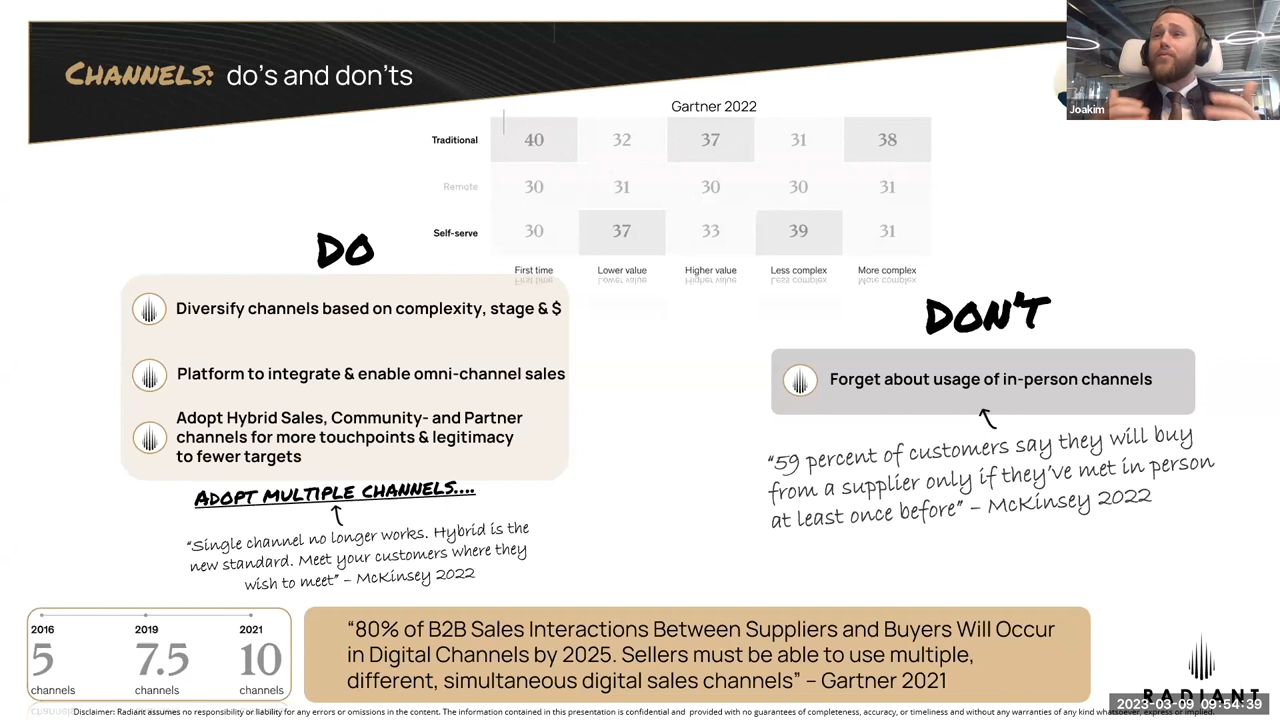 CHANNELS: do's and don'ts
Joakim
Gartner 2022
Traditional 40 32 37 31 38
Remote 30 31 30 30 31
Self-serve 30 37 33 39 31
First time Lower value Higher value Less complex More complex
DO
Diversify channels based on complexity, stage & $
Platform to integrate & enable omni-channel sales
Adopt Hybrid Sales, Community- and Partner
channels for more touchpoints & legitimacy
to fewer targets
ADOPT MULTIPLE CHANNELS....
"Single channel no longer works. Hybrid is the
new standard. Meet your customers where they
wish to meet" – McKinsey 2022
DON'T
Forget about usage of in-person channels
"59 percent of customers say they will buy
from a supplier only if they've met in person
at least once before" – McKinsey 2022
2016 2019 2021
5 7.5 10
channels channels channels
"80% of B2B Sales Interactions Between Suppliers and Buyers Will Occur
in Digital Channels by 2025. Sellers must be able to use multiple,
different, simultaneous digital sales channels" – Gartner 2021
RADIANT
2023-03-09 09:54:39
Disclaimer: Radiant assumes no responsibility or liability for any errors or omissions in the content. The information contained in this presentation is confidential and provided with no guarantees of completeness, accuracy, or timeliness and without any warranties of any kind whatsoever, express or implied.